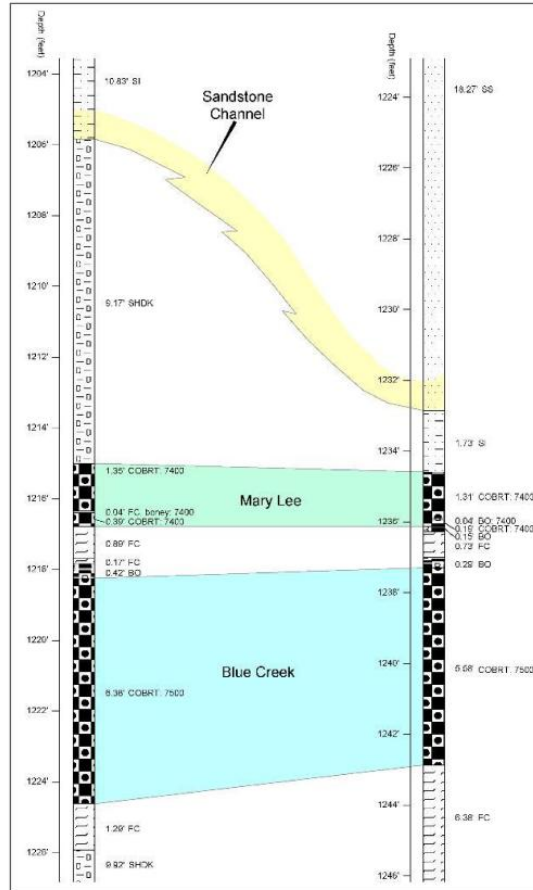 Depth (feet)
1204'
1206'
1208'
1210'
1212'
1214'
1216'
1218'
1220'
1222'
1224'
1226'
10.83' SI
9.17' SHDK
1.35' COBRT: 7400
0.04' FC, boney: 7400
0.39' COBRT: 7400
0.89' FC
0.17' FC
0.42' BO
6.38' COBRT: 7500
1.29' FC
9.92' SHDK
Sandstone
Channel
Mary Lee
Blue Creek
Depth (feet)
1224'
1226'
1228'
1230'
1232'
1234'
1236'
1238'
1240'
1242'
1244'
1246'
18.27' SS
1.73' SI
1.31' COBRT: 7400
0.04' BO: 7400
0.19' COBRT: 7400
0.15' BO
0.73' FC
0.29' BO
COBRT: 7500
6.38' FC